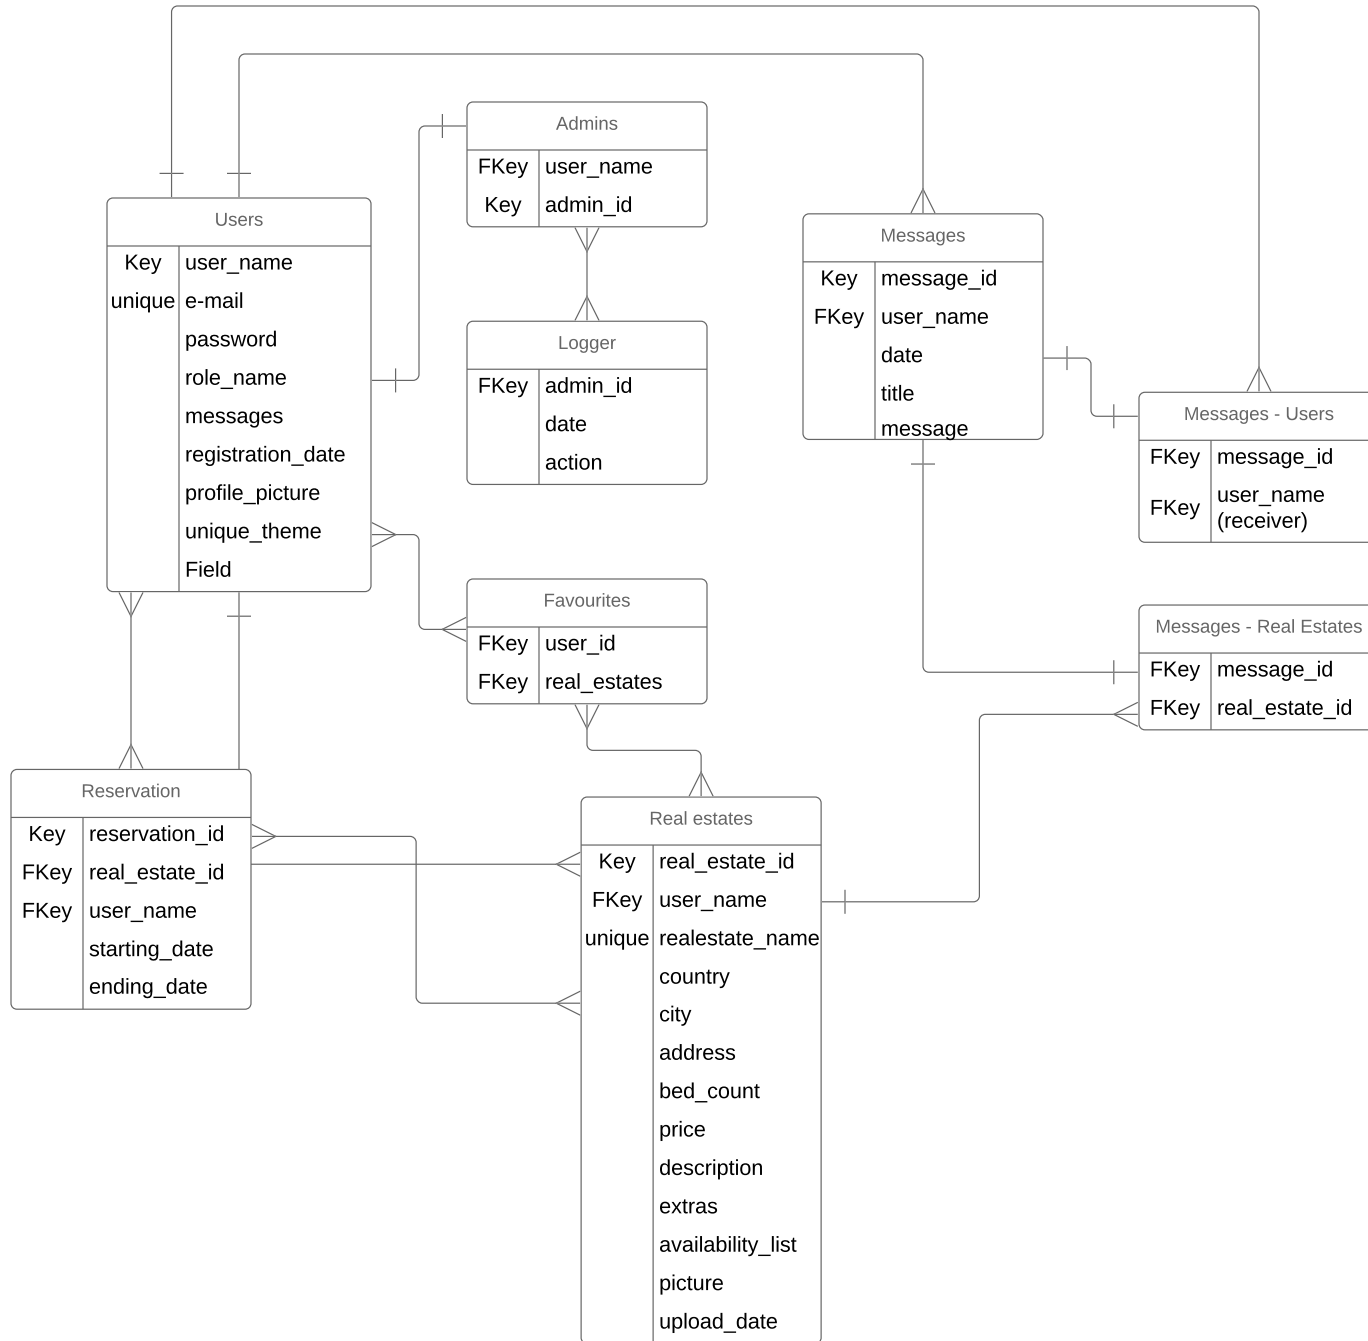 Admins
FKey user_name
Key admin_id
Users
Key user_name
unique e-mail
password
role_name
messages
registration_date
profile_picture
unique_theme
Field
Messages
Key message_id
FKey user_name
date
title
message
Logger
FKey admin_id
date
action
Messages - Users
FKey message_id
FKey user_name
(receiver)
Favourites
FKey user_id
FKey real_estates
Messages - Real Estates
FKey message_id
FKey real_estate_id
Reservation
Key reservation_id
FKey real_estate_id
FKey user_name
starting_date
ending_date
Real estates
Key real_estate_id
FKey user_name
unique realestate_name
country
city
address
bed_count
price
description
extras
availability_list
picture
upload_date